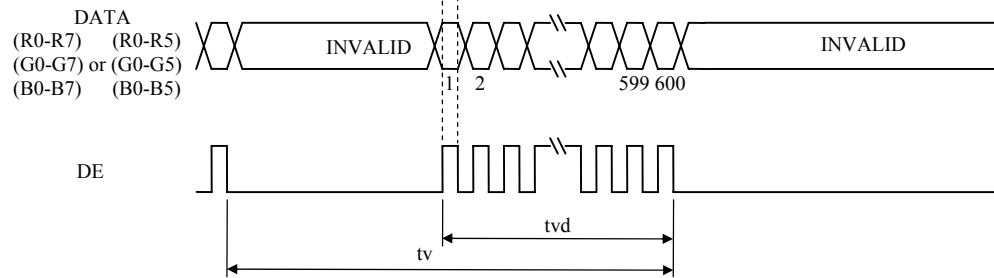 DATA
(R0-R7) (R0-R5)
(G0-G7) or (G0-G5)
(B0-B7) (B0-B5)
INVALID
INVALID
1 2 599 600
DE
tvd
tv